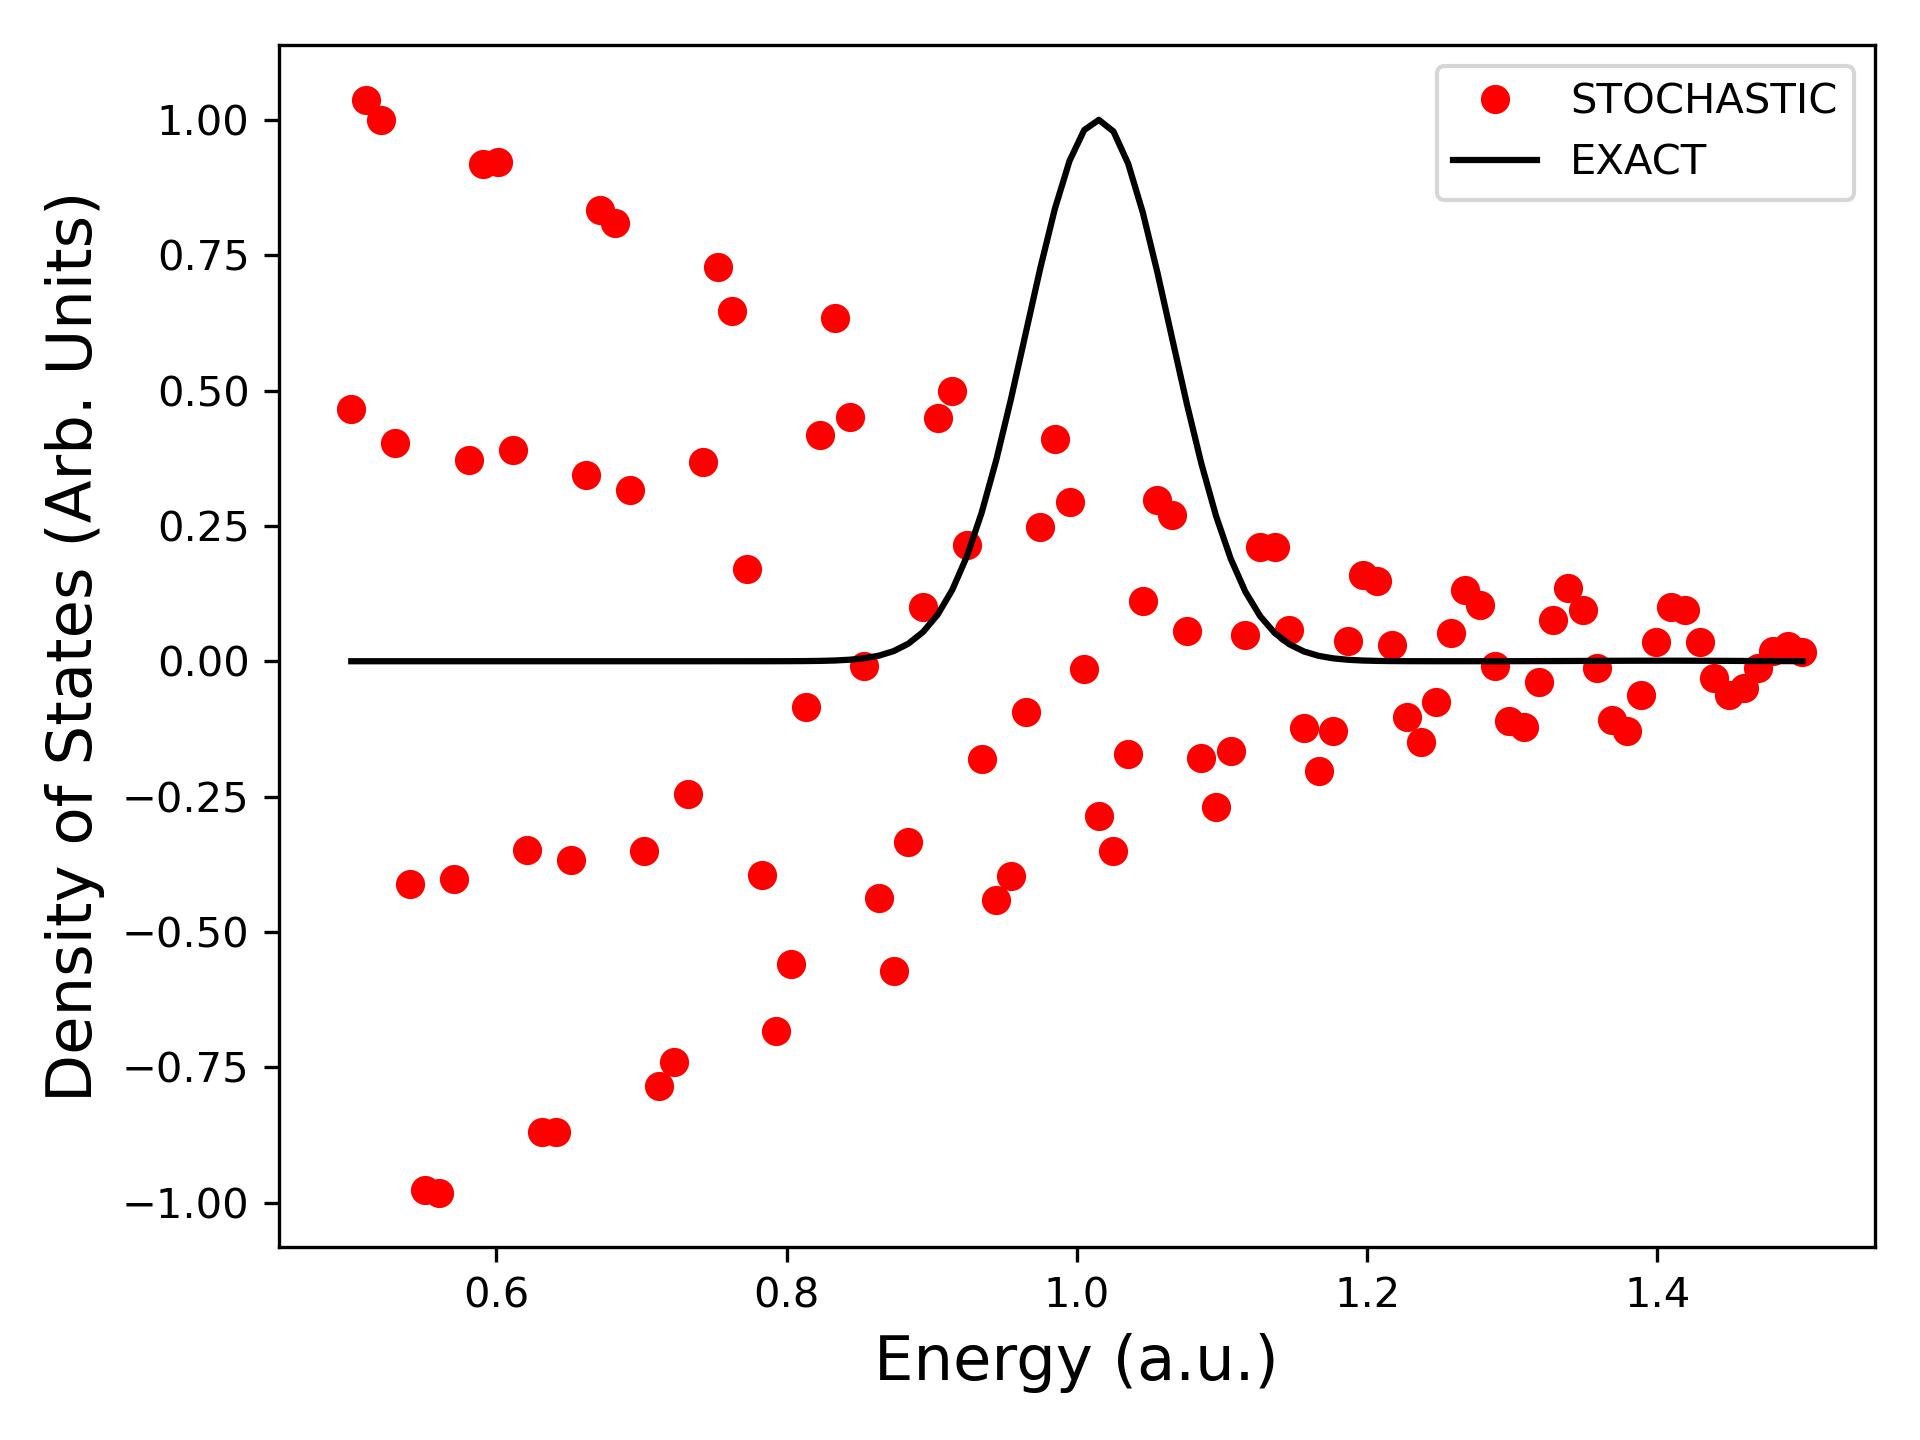 STOCHASTIC
EXACT
1.00
0.75
0.50
0.25
0.00
−0.25
−0.50
−0.75
−1.00
Density of States (Arb. Units)
0.6 0.8 1.0 1.2 1.4
Energy (a.u.)